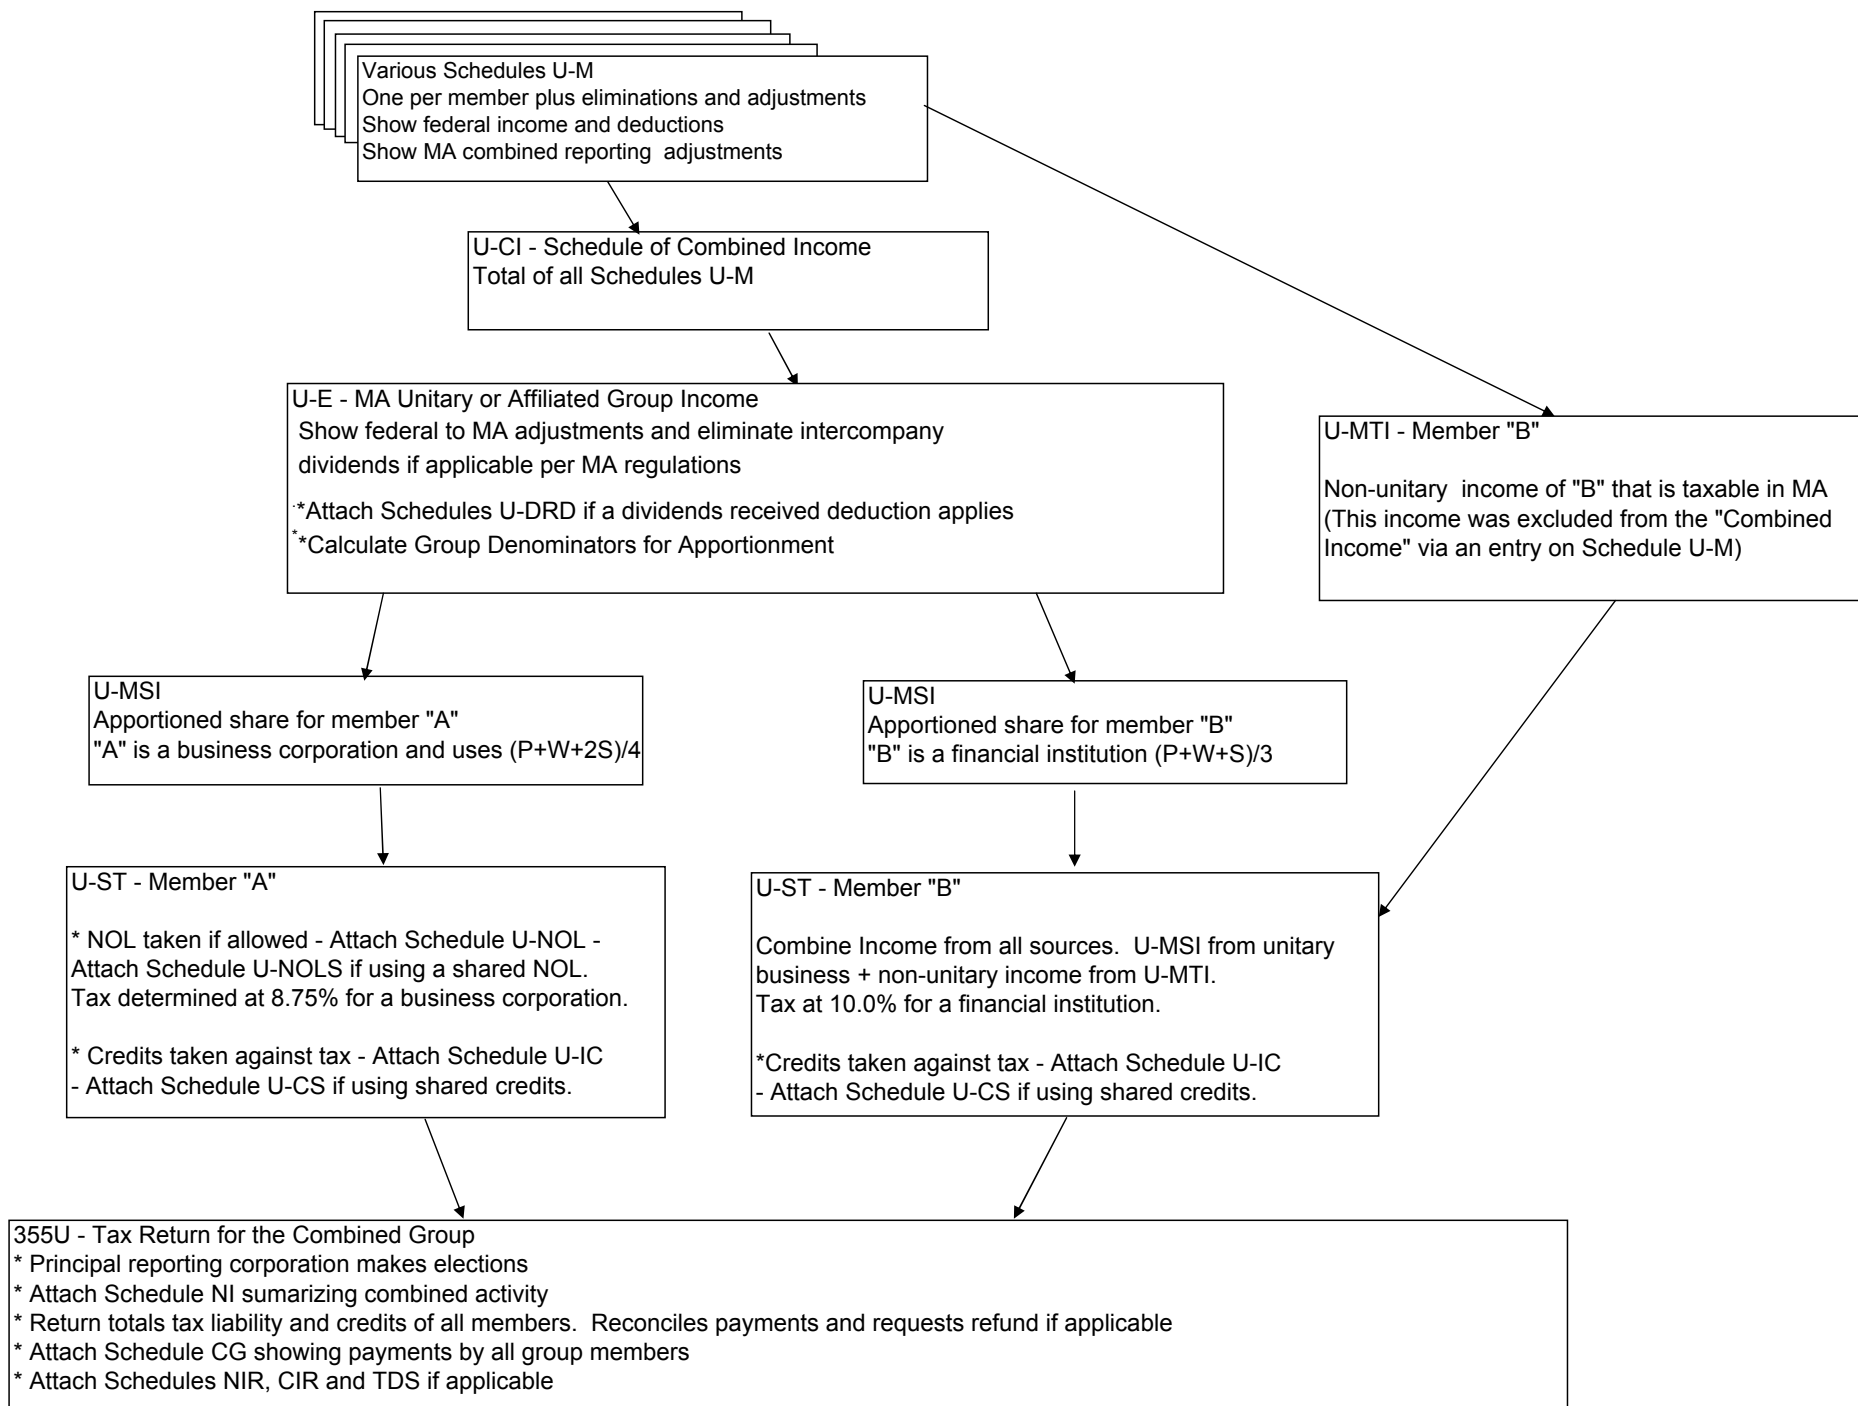 Various Schedules U-M
One per member plus eliminations and adjustments
Show federal income and deductions
Show MA combined reporting  adjustments
U-CI - Schedule of Combined Income
Total of all Schedules U-M
U-E - MA Unitary or Affiliated Group Income
Show federal to MA adjustments and eliminate intercompany
dividends if applicable per MA regulations
.*Attach Schedules U-DRD if a dividends received deduction applies
**Calculate Group Denominators for Apportionment
U-MTI - Member "B"
Non-unitary  income of "B" that is taxable in MA
(This income was excluded from the "Combined
Income" via an entry on Schedule U-M)
U-MSI
Apportioned share for member "A"
"A" is a business corporation and uses (P+W+2S)/4
U-MSI
Apportioned share for member "B"
"B" is a financial institution (P+W+S)/3
U-ST - Member "A"
* NOL taken if allowed - Attach Schedule U-NOL -
Attach Schedule U-NOLS if using a shared NOL.
Tax determined at 8.75% for a business corporation.
* Credits taken against tax - Attach Schedule U-IC
- Attach Schedule U-CS if using shared credits.
U-ST - Member "B"
Combine Income from all sources.  U-MSI from unitary
business + non-unitary income from U-MTI.
Tax at 10.0% for a financial institution.
*Credits taken against tax - Attach Schedule U-IC
- Attach Schedule U-CS if using shared credits.
355U - Tax Return for the Combined Group
* Principal reporting corporation makes elections
* Attach Schedule NI sumarizing combined activity
* Return totals tax liability and credits of all members.  Reconciles payments and requests refund if applicable
* Attach Schedule CG showing payments by all group members
* Attach Schedules NIR, CIR and TDS if applicable